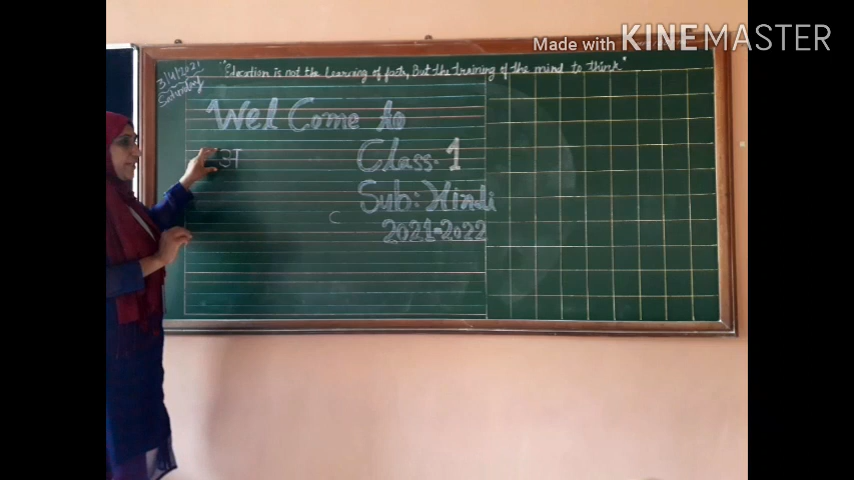 Made with KINEMASTER
3/4/2021
Saturday
"Education is not the learning of facts, But the training of the mind to think"
Wel Come to
Class. 1
अ
Sub: Hindi
2021-2022